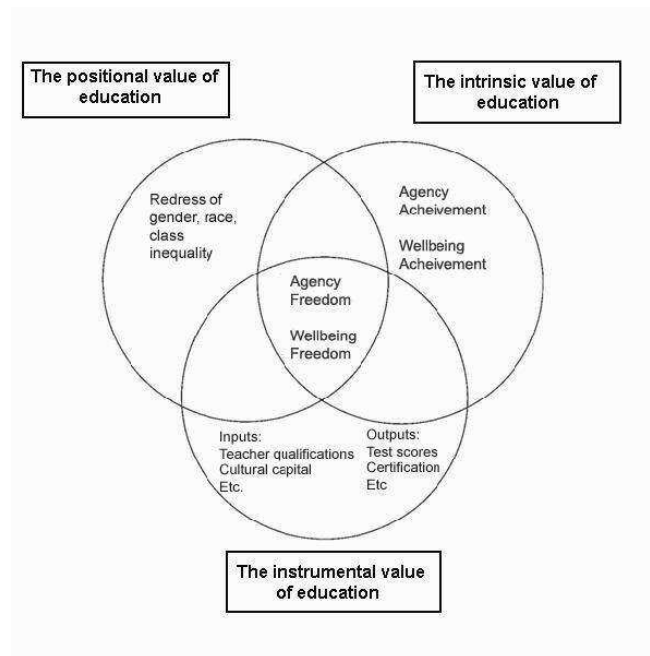 The positional value of
education
The intrinsic value of
education
Redress of
gender, race,
class
inequality
Agency
Acheivement
Wellbeing
Acheivement
Agency
Freedom
Wellbeing
Freedom
Inputs:
Teacher qualifications
Cultural capital
Etc.
Outputs:
Test scores
Certification
Etc
The instrumental value
of education